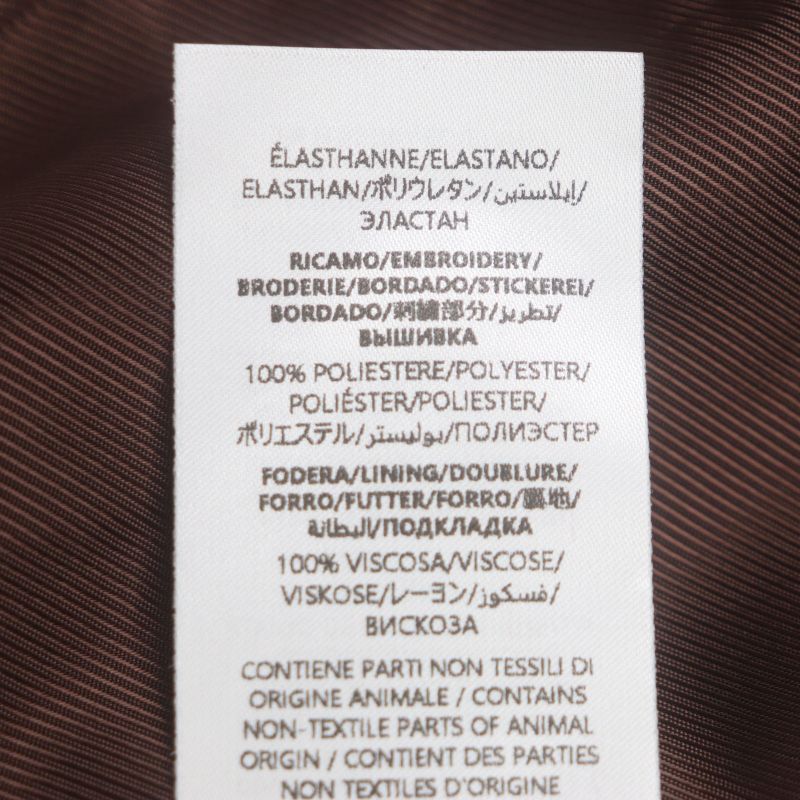 ÉLASTHANNE/ELASTANO/
ELASTHAN/ポリウレタン/إيلاستين/
ЭЛАСТАН
RICAMO/EMBROIDERY/
BRODERIE/BORDADO/STICKEREI/
BORDADO/刺繍部分/تطريز/
ВЫШИВКА
100% POLIESTERE/POLYESTER/
POLIÉSTER/POLIESTER/
ポリエステル/بوليستر/ПОЛИЭСТЕР
FODERA/LINING/DOUBLURE/
FORRO/FUTTER/FORRO/裏地/
البطانة/ПОДКЛАДКА
100% VISCOSA/VISCOSE/
VISKOSE/レーヨン/فسكوز/
ВИСКОЗА
CONTIENE PARTI NON TESSILI DI
ORIGINE ANIMALE / CONTAINS
NON-TEXTILE PARTS OF ANIMAL
ORIGIN / CONTIENT DES PARTIES
NON TEXTILES D'ORIGINE